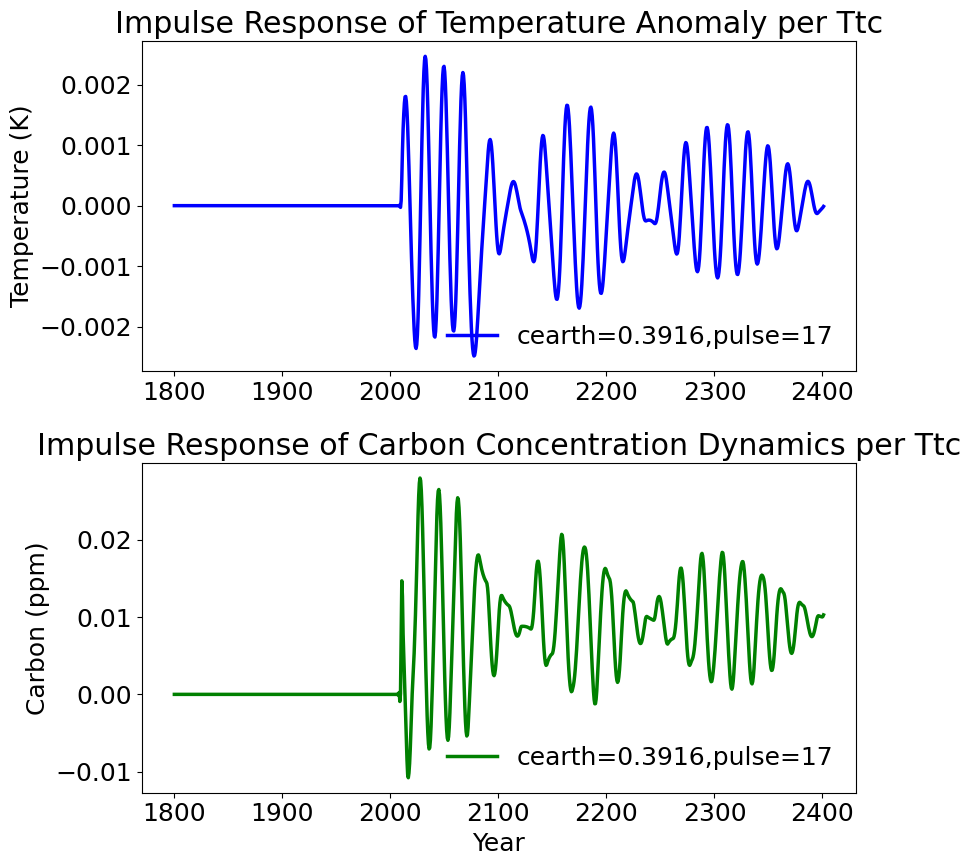 Impulse Response of Temperature Anomaly per Ttc
Temperature (K)
0.002
0.001
0.000
−0.001
−0.002
cearth=0.3916,pulse=17
1800 1900 2000 2100 2200 2300 2400
Impulse Response of Carbon Concentration Dynamics per Ttc
Carbon (ppm)
0.02
0.01
0.00
−0.01
cearth=0.3916,pulse=17
1800 1900 2000 2100 2200 2300 2400
Year